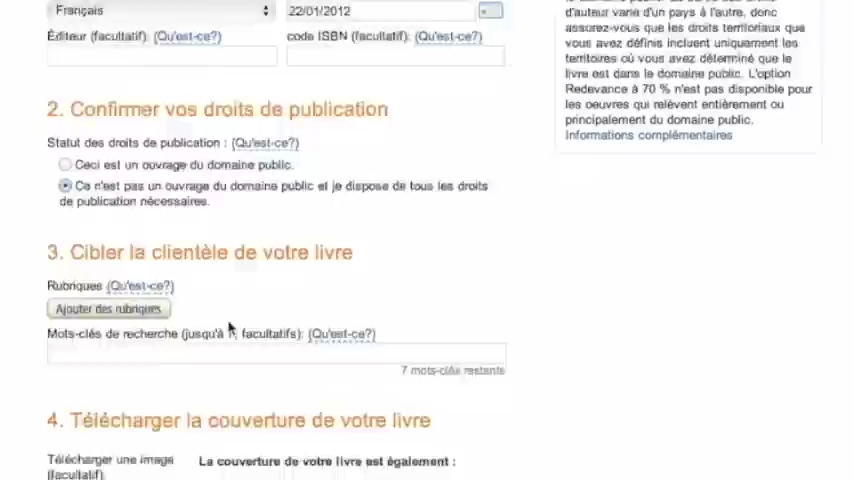 Français
22/01/2012
Éditeur (facultatif): (Qu'est-ce?)
code ISBN (facultatif): (Qu'est-ce?)
2. Confirmer vos droits de publication
Statut des droits de publication : (Qu'est-ce?)
Ceci est un ouvrage du domaine public.
Ce n'est pas un ouvrage du domaine public et je dispose de tous les droits
de publication nécessaires.
3. Cibler la clientèle de votre livre
Rubriques (Qu'est-ce?)
Ajouter des rubriques
Mots-clés de recherche (jusqu'à facultatifs): (Qu'est-ce?)
7 mots-clés restants
4. Télécharger la couverture de votre livre
Télécharger une image
(facultatif)
La couverture de votre livre est également :
d'auteur varie d'un pays à l'autre, donc
assurez-vous que les droits territoriaux que
vous avez définis incluent uniquement les
territoires où vous avez déterminé que le
livre est dans le domaine public. L'option
Redevance à 70 % n'est pas disponible pour
les oeuvres qui relèvent entièrement ou
principalement du domaine public.
Informations complémentaires